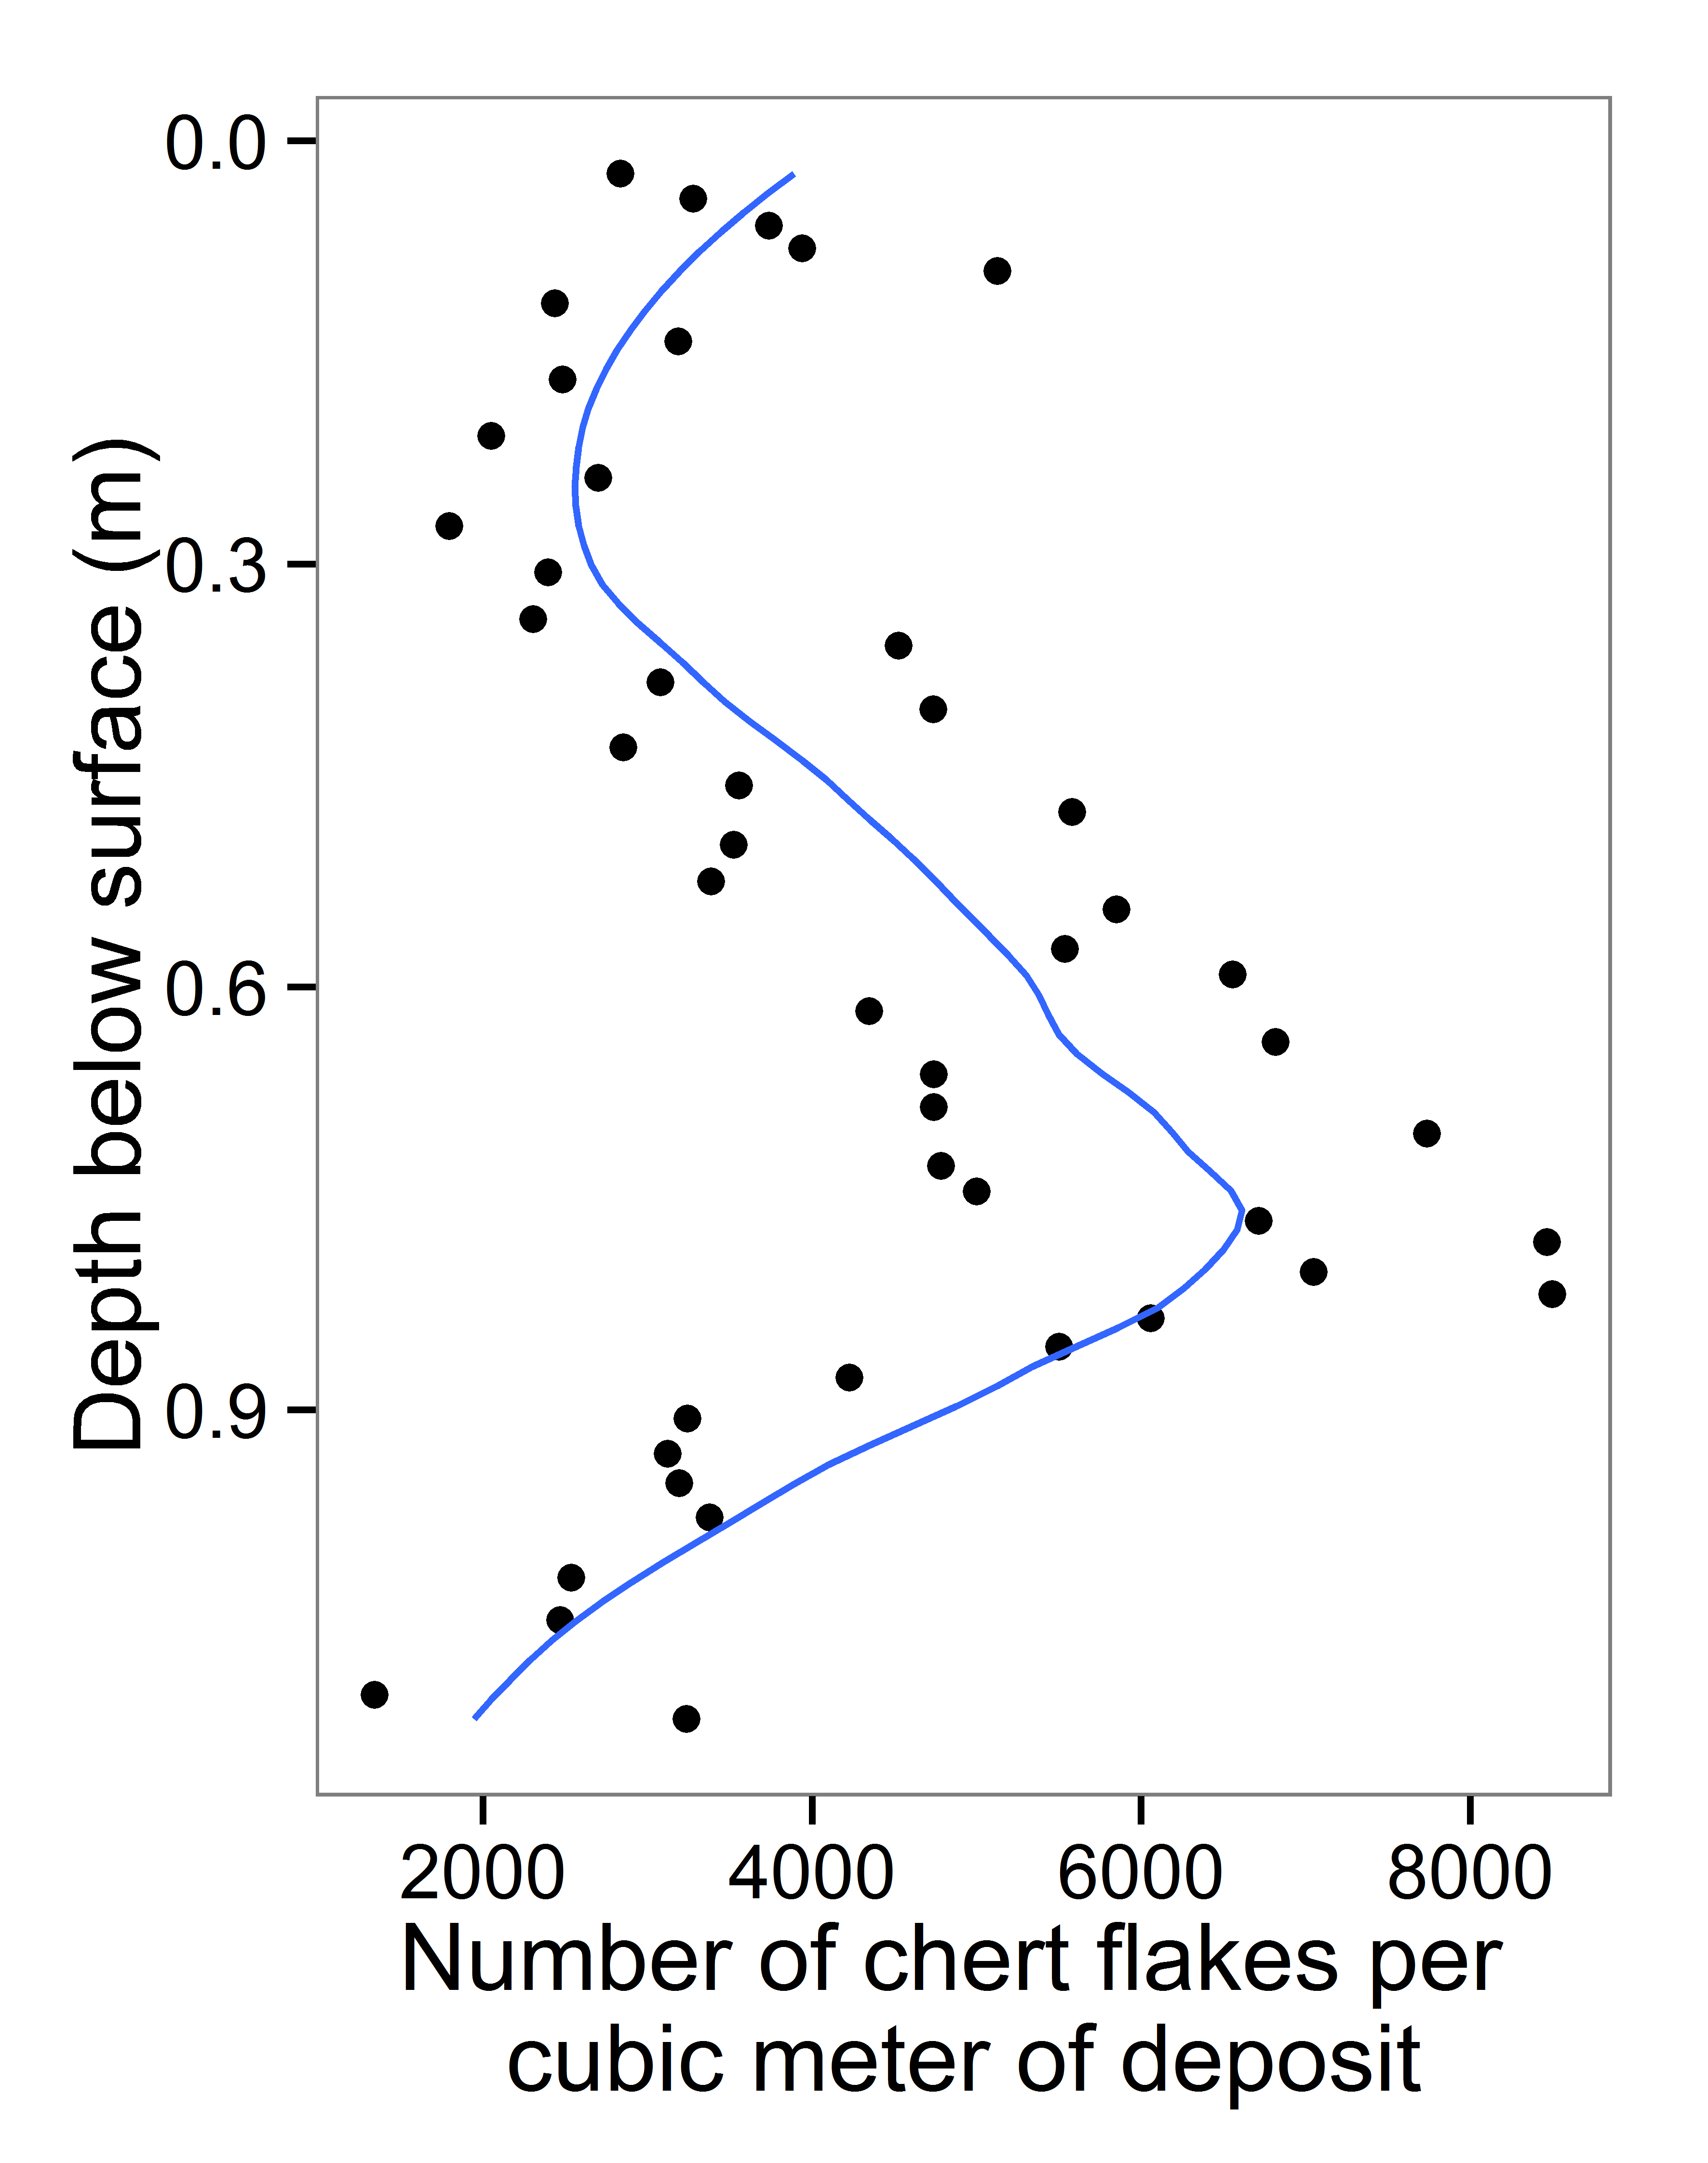 0.0
0.3
0.6
0.9
Depth below surface (m)
2000 4000 6000 8000
Number of chert flakes per
cubic meter of deposit